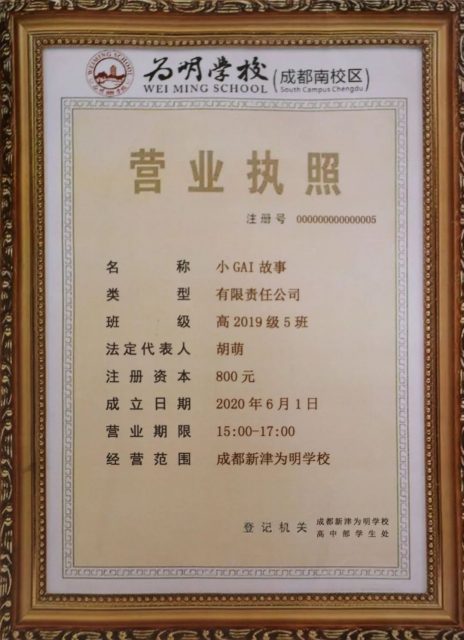 WEIMING SCHOOL
为明学校(成都南校区)
WEI MING SCHOOL South Campus Chengdu
营业执照
注册号 000000000000005
名称 小GAI故事
类型 有限责任公司
班级 高2019级5班
法定代表人 胡萌
注册资本 800元
成立日期 2020年6月1日
营业期限 15:00-17:00
经营范围 成都新津为明学校
登记机关 成都新津为明学校
高中部学生处